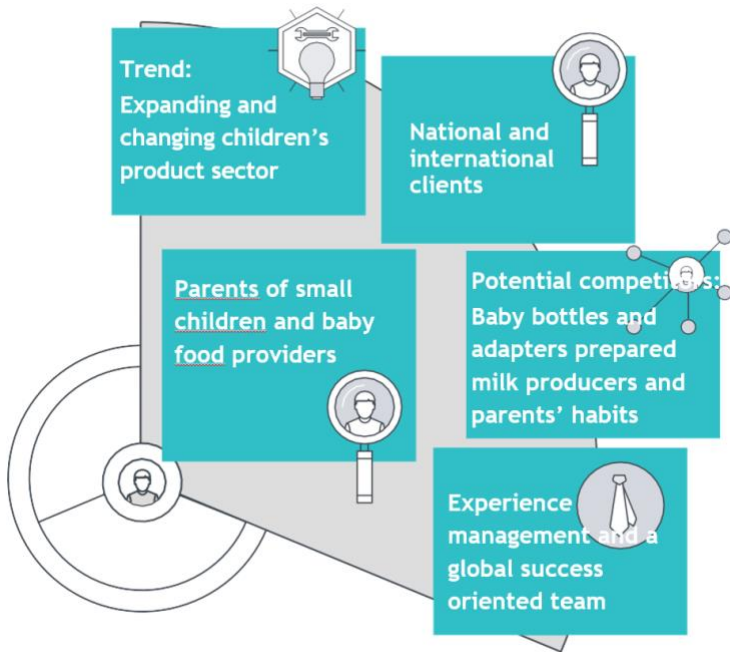 Trend:
Expanding and
changing children's
product sector
National and
international
clients
Parents of small
children and baby
food providers
Potential competitors:
Baby bottles and
adapters prepared
milk producers and
parents' habits
Experience
management and a
global success
oriented team